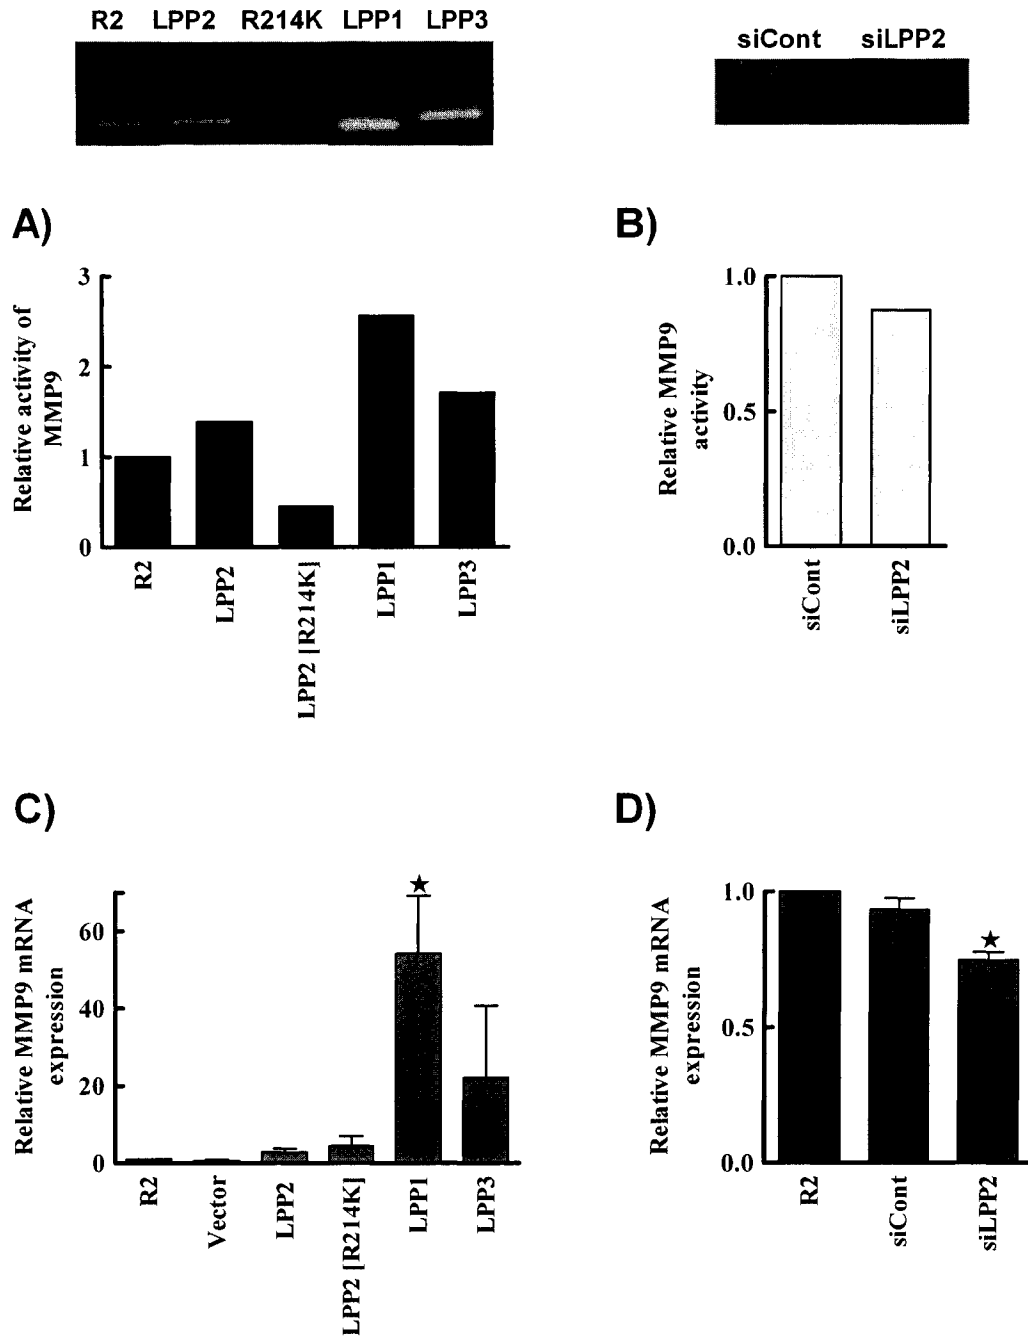 R2 LPP2 R214K LPP1 LPP3
siCont siLPP2
A)
Relative activity of
MMP9
3
2
1
0
R2
LPP2
LPP2 [R214K]
LPP1
LPP3
B)
Relative MMP9
activity
1.0
0.5
0.0
siCont
siLPP2
C)
Relative MMP9 mRNA
expression
60
40
20
0
R2
Vector
LPP2
LPP2 [R214K]
LPP1
LPP3
D)
Relative MMP9 mRNA
expression
1.0
0.5
0.0
R2
siCont
siLPP2